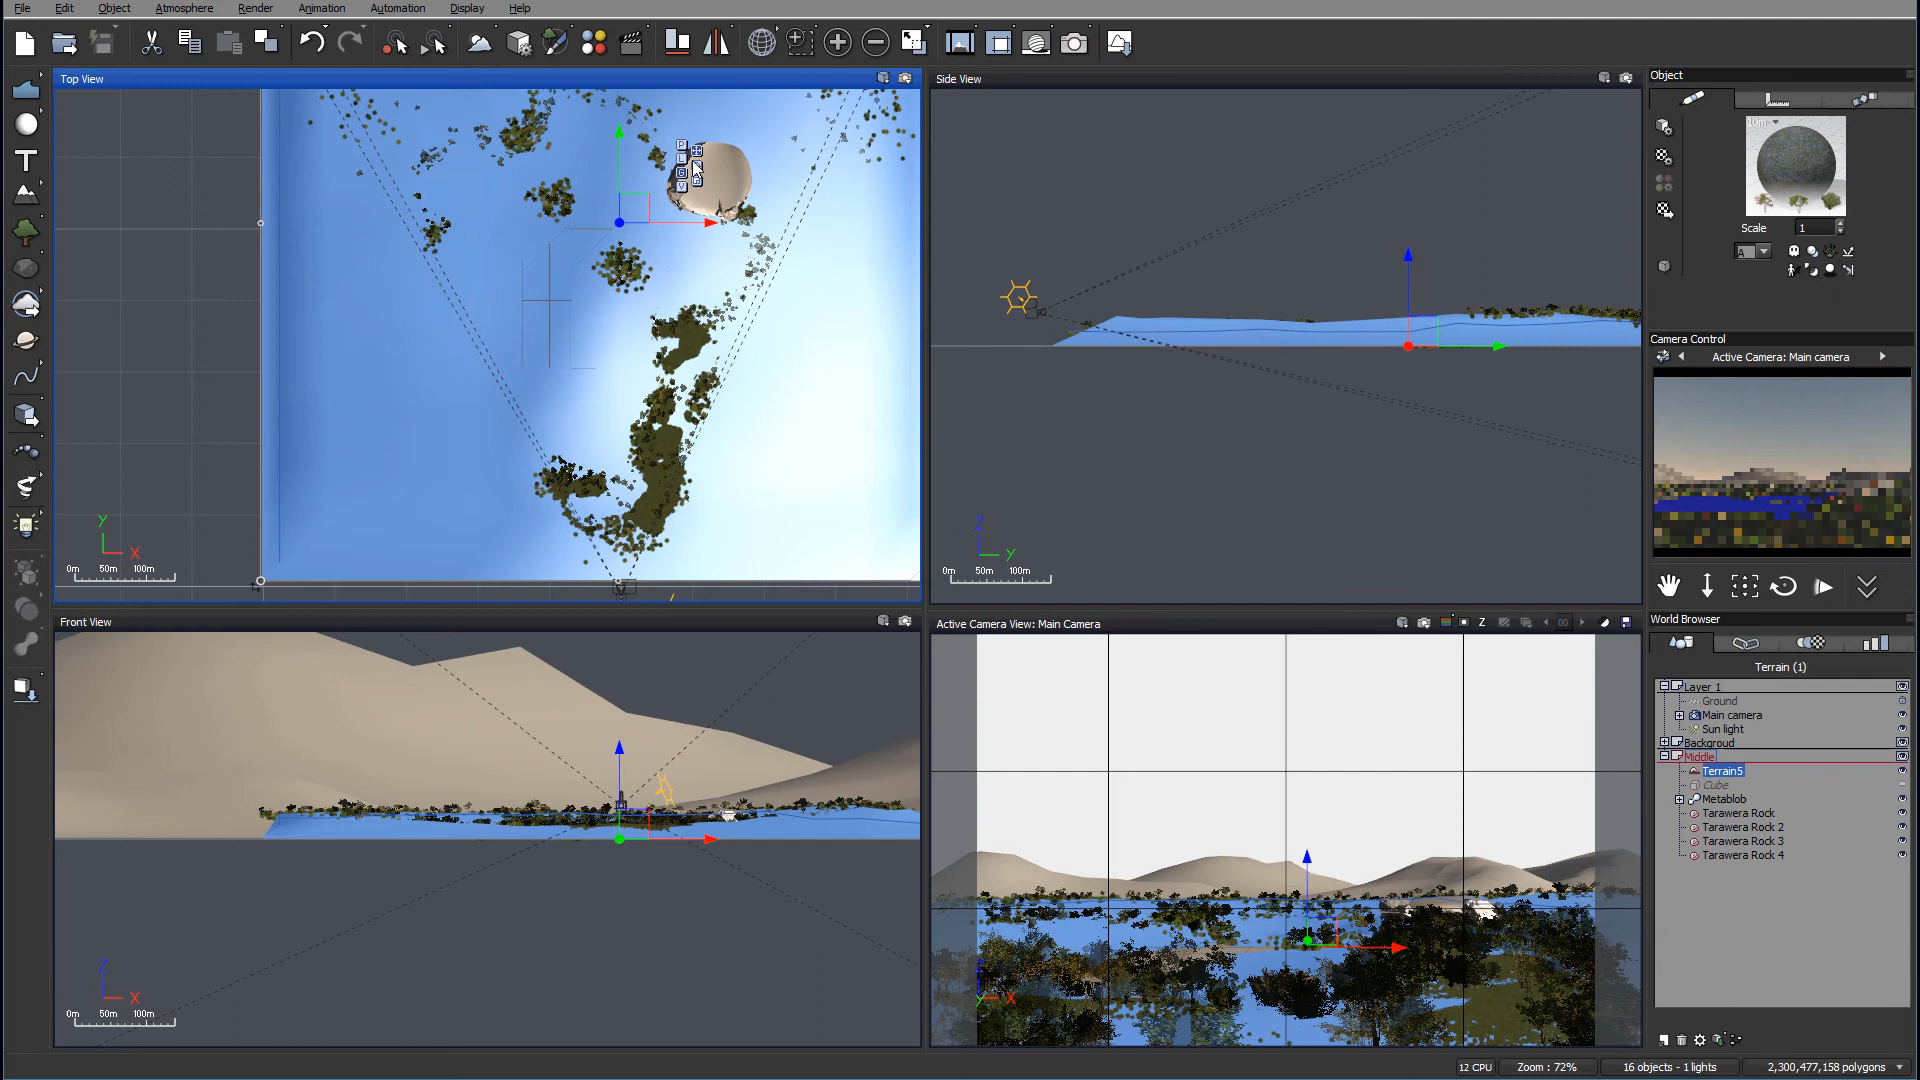 File Edit Object Atmosphere Render Animation Automation Display Help
Top View
Side View
Object
10m
P
L
G
V
Scale 1
A
Camera Control
Active Camera: Main camera
Y
X
0m 50m 100m
Z
Y
0m 50m 100m
Front View
Active Camera View: Main Camera
Z
00
World Browser
Terrain (1)
Layer 1
Ground
Main camera
Sun light
Backgroud
Middle
Terrain5
Cube
Metablob
Tarawera Rock
Tarawera Rock 2
Tarawera Rock 3
Tarawera Rock 4
Z
X
0m 50m 100m
Z
Y
X
12 CPU Zoom : 72% 16 objects - 1 lights 2,300,477,158 polygons